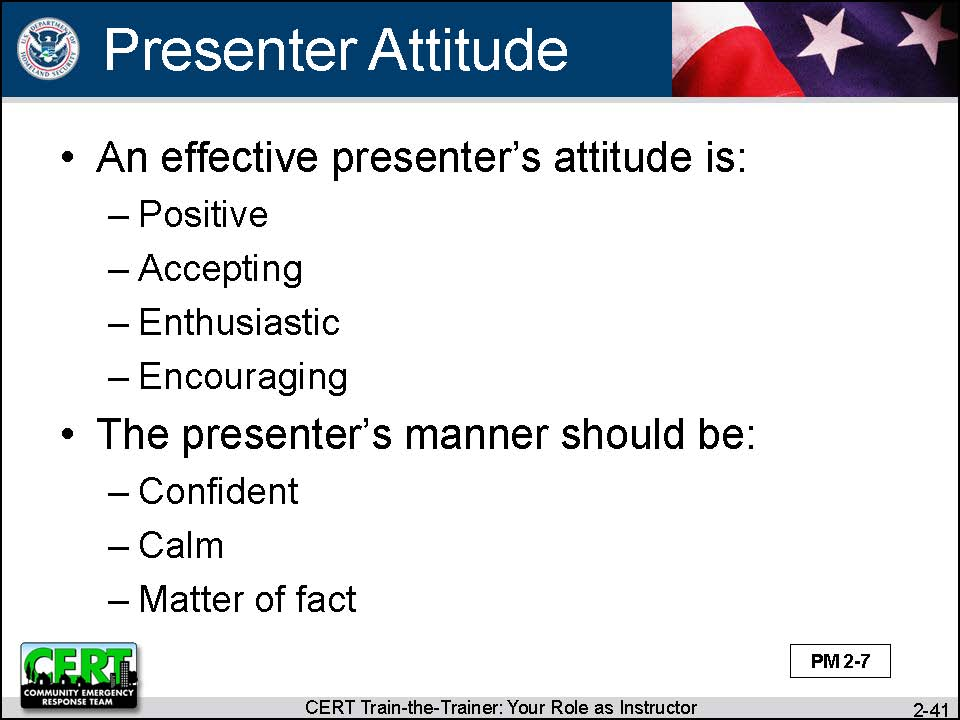 U.S. DEPARTMENT OF
HOMELAND SECURITY
Presenter Attitude
• An effective presenter’s attitude is:
– Positive
– Accepting
– Enthusiastic
– Encouraging
• The presenter’s manner should be:
– Confident
– Calm
– Matter of fact
PM 2-7
CERT
COMMUNITY EMERGENCY
RESPONSE TEAM
CERT Train-the-Trainer: Your Role as Instructor
2-41